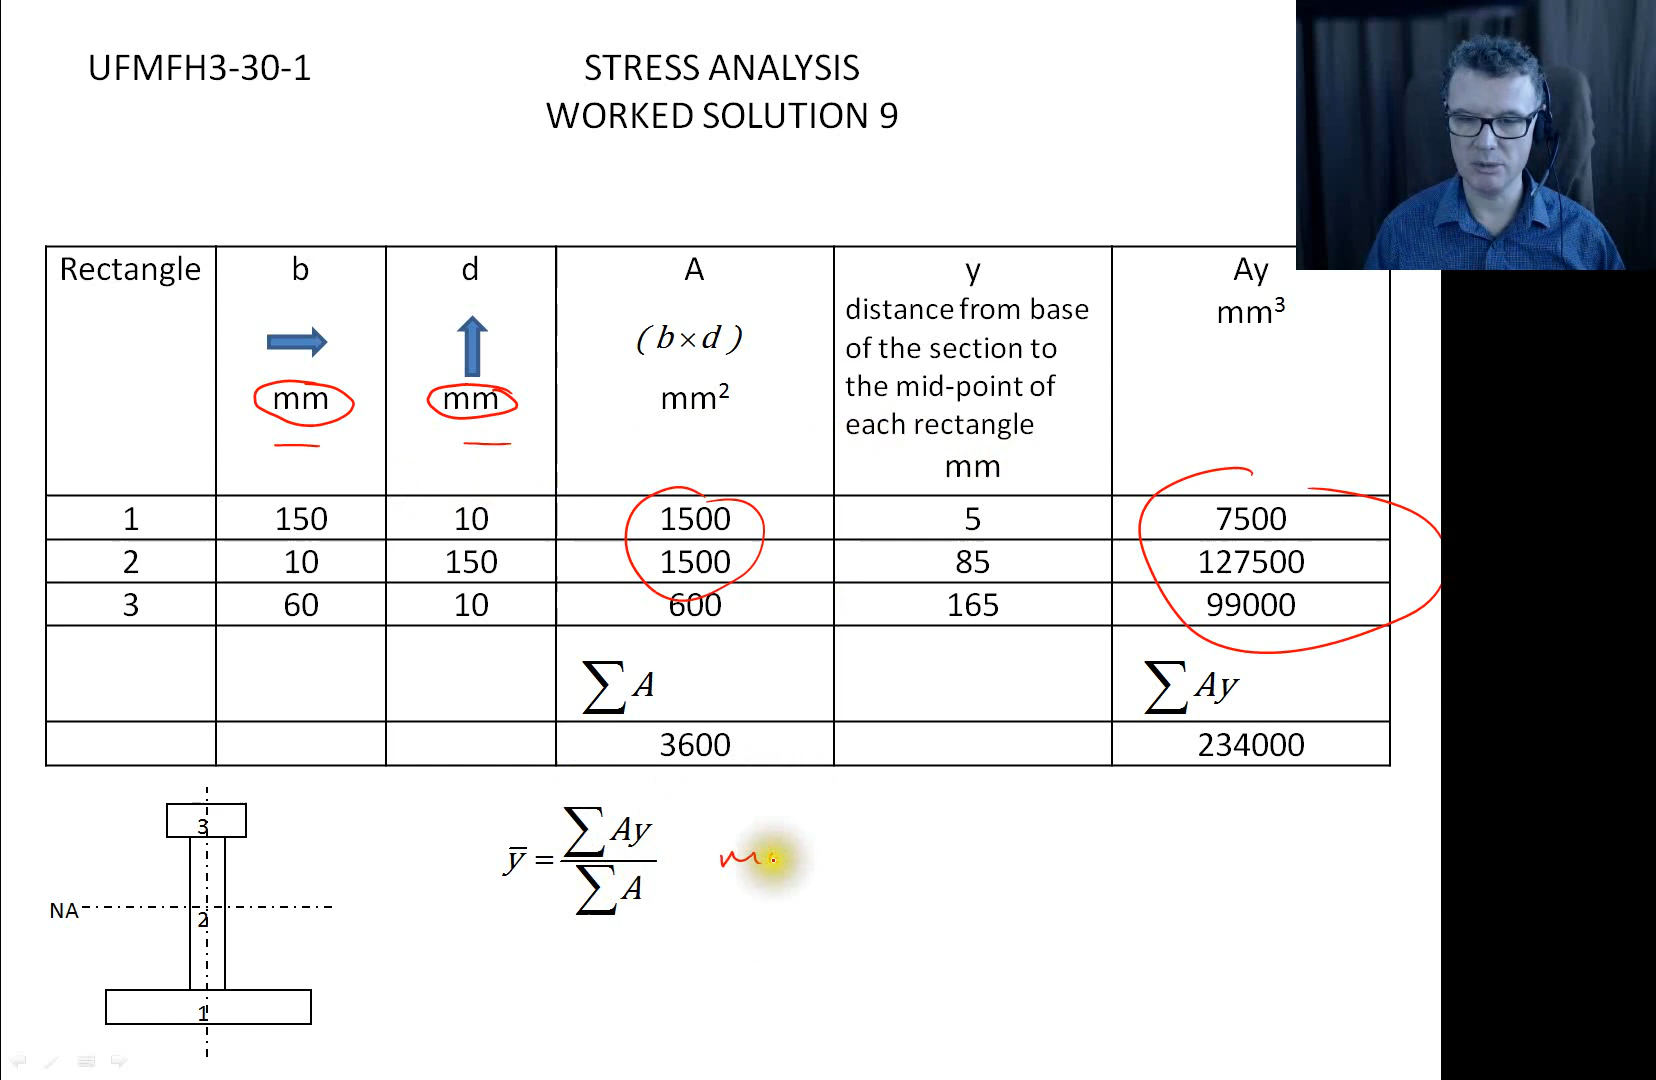 UFMFH3-30-1
STRESS ANALYSIS
WORKED SOLUTION 9
Rectangle b d A y Ay
distance from base of the section to the mid-point of each rectangle
mm³
(b×d)
mm mm mm² mm
1 150 10 1500 5 7500
2 10 150 1500 85 127500
3 60 10 600 165 99000
∑A ∑Ay
3600 234000
3
NA
2
1
ȳ = ∑Ay / ∑A
m